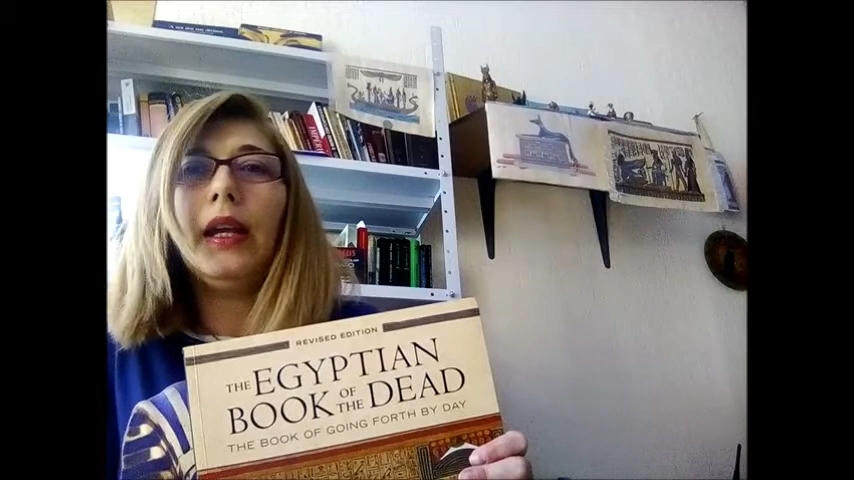 REVISED EDITION
THE EGYPTIAN
BOOK OF THE DEAD
THE BOOK OF GOING FORTH BY DAY